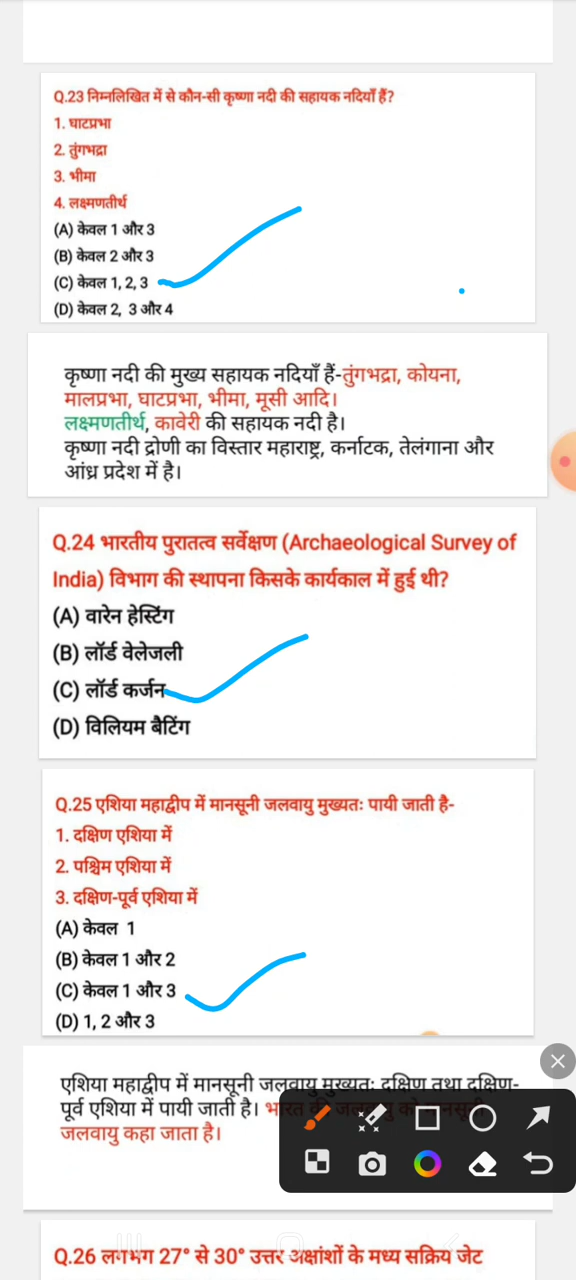 Q.23 निम्नलिखित में से कौन-सी कृष्णा नदी की सहायक नदियाँ हैं?
1. घाटप्रभा
2. तुंगभद्रा
3. भीमा
4. लक्ष्मणतीर्थ
(A) केवल 1 और 3
(B) केवल 2 और 3
(C) केवल 1, 2, 3
(D) केवल 2, 3 और 4
कृष्णा नदी की मुख्य सहायक नदियाँ हैं-तुंगभद्रा, कोयना,
मालप्रभा, घाटप्रभा, भीमा, मूसी आदि।
लक्ष्मणतीर्थ, कावेरी की सहायक नदी है।
कृष्णा नदी द्रोणी का विस्तार महाराष्ट्र, कर्नाटक, तेलंगाना और
आंध्र प्रदेश में है।
Q.24 भारतीय पुरातत्व सर्वेक्षण (Archaeological Survey of
India) विभाग की स्थापना किसके कार्यकाल में हुई थी?
(A) वारेन हेस्टिंग
(B) लॉर्ड वेलेजली
(C) लॉर्ड कर्जन
(D) विलियम बैटिंग
Q.25 एशिया महाद्वीप में मानसूनी जलवायु मुख्यतः पायी जाती है-
1. दक्षिण एशिया में
2. पश्चिम एशिया में
3. दक्षिण-पूर्व एशिया में
(A) केवल 1
(B) केवल 1 और 2
(C) केवल 1 और 3
(D) 1, 2 और 3
एशिया महाद्वीप में मानसूनी जलवायु मुख्यतः दक्षिण तथा दक्षिण-
पूर्व एशिया में पायी जाती है। भारत की जलवायु को मानसूनी
जलवायु कहा जाता है।
Q.26 लगभग 27° से 30° उत्तर अक्षांशों के मध्य सक्रिय जेट